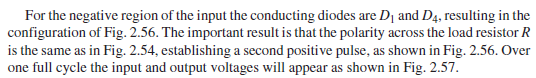 For the negative region of the input the conducting diodes are D₁ and D₄, resulting in the
configuration of Fig. 2.56. The important result is that the polarity across the load resistor R
is the same as in Fig. 2.54, establishing a second positive pulse, as shown in Fig. 2.56. Over
one full cycle the input and output voltages will appear as shown in Fig. 2.57.